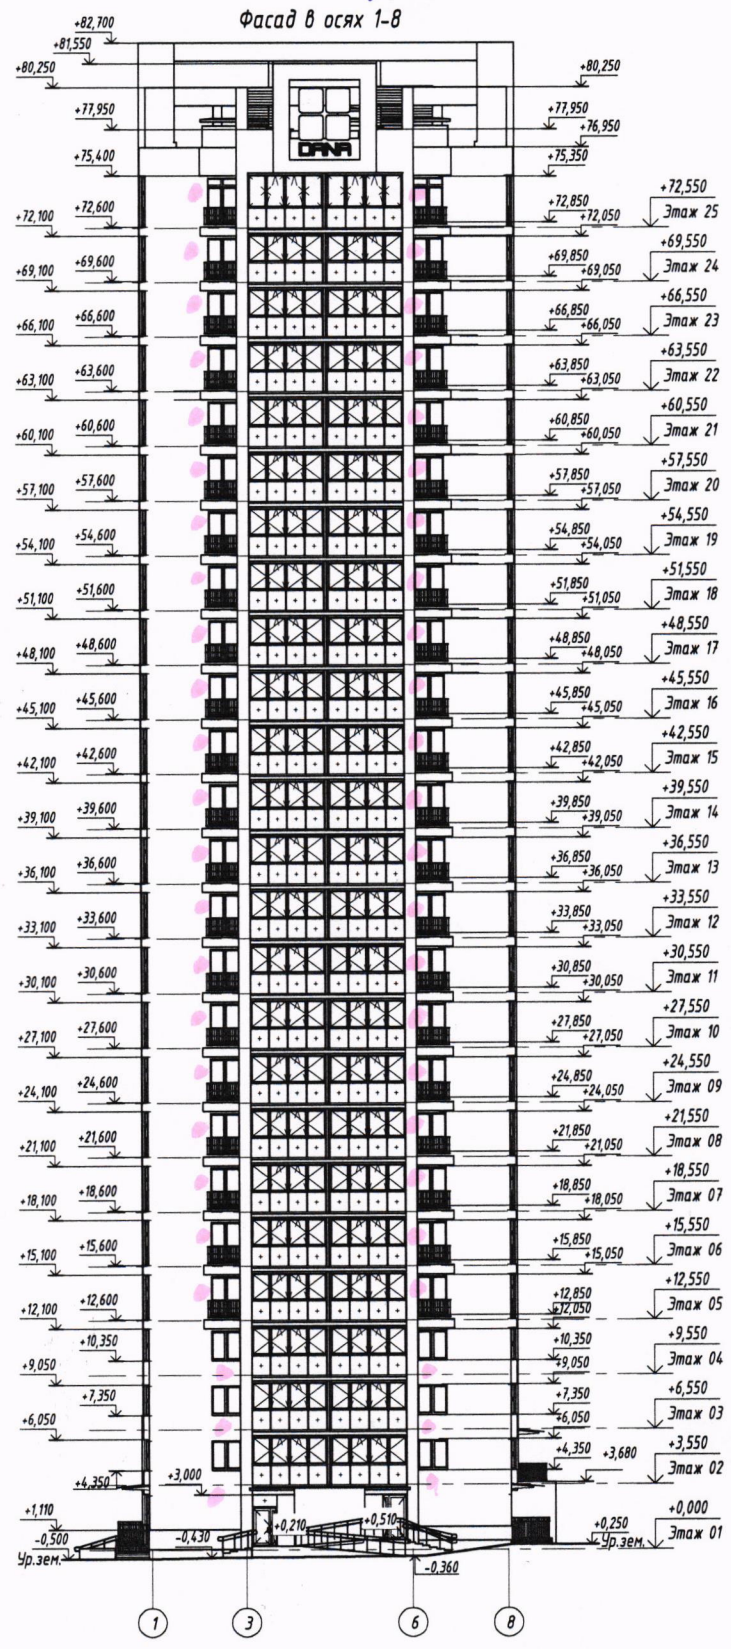 Фасад в осях 1-8
+82,700
+81,550
+80,250 +80,250
+77,950 +77,950
+76,950
DANA
+75,400 +75,350
+72,550
+72,100 +72,600 +72,850 +72,050 Этаж 25
+69,550
+69,100 +69,600 +69,850 +69,050 Этаж 24
+66,550
+66,100 +66,600 +66,850 +66,050 Этаж 23
+63,550
+63,100 +63,600 +63,850 +63,050 Этаж 22
+60,550
+60,100 +60,600 +60,850 +60,050 Этаж 21
+57,550
+57,100 +57,600 +57,850 +57,050 Этаж 20
+54,550
+54,100 +54,600 +54,850 +54,050 Этаж 19
+51,550
+51,100 +51,600 +51,850 +51,050 Этаж 18
+48,550
+48,100 +48,600 +48,850 +48,050 Этаж 17
+45,550
+45,100 +45,600 +45,850 +45,050 Этаж 16
+42,550
+42,100 +42,600 +42,850 +42,050 Этаж 15
+39,550
+39,100 +39,600 +39,850 +39,050 Этаж 14
+36,550
+36,100 +36,600 +36,850 +36,050 Этаж 13
+33,550
+33,100 +33,600 +33,850 +33,050 Этаж 12
+30,550
+30,100 +30,600 +30,850 +30,050 Этаж 11
+27,550
+27,100 +27,600 +27,850 +27,050 Этаж 10
+24,550
+24,100 +24,600 +24,850 +24,050 Этаж 09
+21,550
+21,100 +21,600 +21,850 +21,050 Этаж 08
+18,550
+18,100 +18,600 +18,850 +18,050 Этаж 07
+15,550
+15,100 +15,600 +15,850 +15,050 Этаж 06
+12,550
+12,100 +12,600 +12,850 +12,050 Этаж 05
+9,550
+10,350 +10,350 Этаж 04
+9,050 +9,050
+6,550
+7,350 +7,350 Этаж 03
+6,050 +6,050
+3,550
+4,350 +3,000 +4,350 +3,680 Этаж 02
+1,110 +0,210 +0,510 +0,000
-0,500 -0,430 +0,250 Этаж 01
Ур.зем. -0,360 Ур.зем.
1 3 6 8